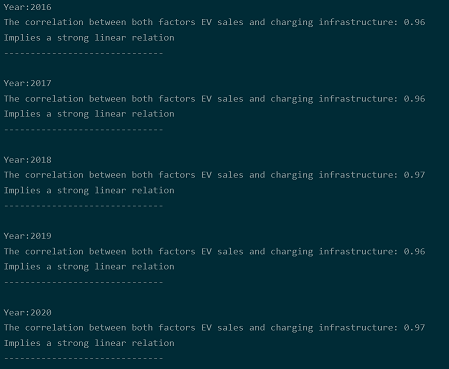 Year:2016
The correlation between both factors EV sales and charging infrastructure: 0.96
Implies a strong linear relation
------------------------------
Year:2017
The correlation between both factors EV sales and charging infrastructure: 0.96
Implies a strong linear relation
------------------------------
Year:2018
The correlation between both factors EV sales and charging infrastructure: 0.97
Implies a strong linear relation
------------------------------
Year:2019
The correlation between both factors EV sales and charging infrastructure: 0.96
Implies a strong linear relation
------------------------------
Year:2020
The correlation between both factors EV sales and charging infrastructure: 0.97
Implies a strong linear relation
------------------------------